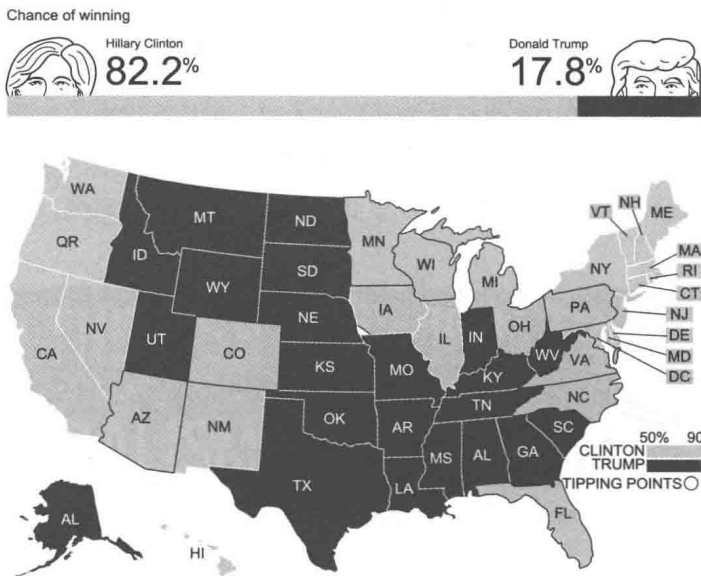 Chance of winning
Hillary Clinton
82.2%
Donald Trump
17.8%
WA
MT
ND
MN
VT
NH
ME
QR
ID
SD
WI
MI
NY
MA
RI
CT
WY
NE
IA
PA
NJ
NV
UT
CO
IL
IN
OH
DE
MD
DC
CA
KS
MO
WV
VA
KY
AZ
NM
OK
AR
TN
NC
SC
MS
AL
GA
TX
LA
FL
AL
HI
50% 90
CLINTON
TRUMP
TIPPING POINTS